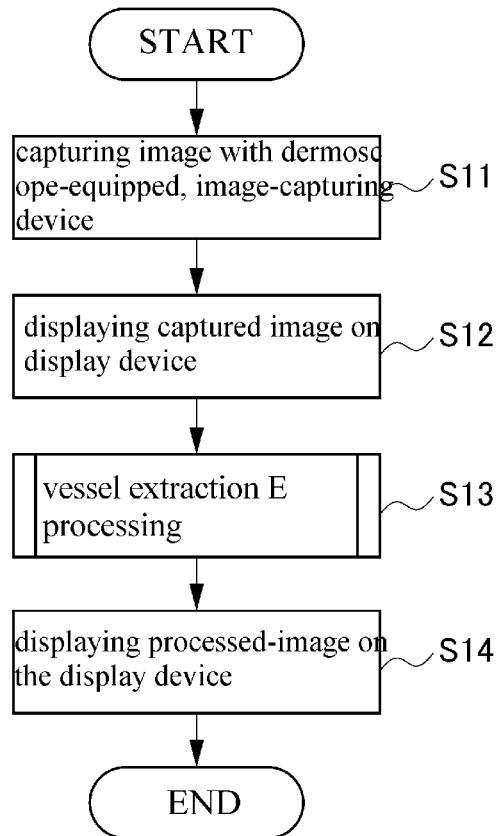 START
capturing image with dermosc
ope-equipped, image-capturing
device
S11
displaying captured image on
display device
S12
vessel extraction E
processing
S13
displaying processed-image on
the display device
S14
END